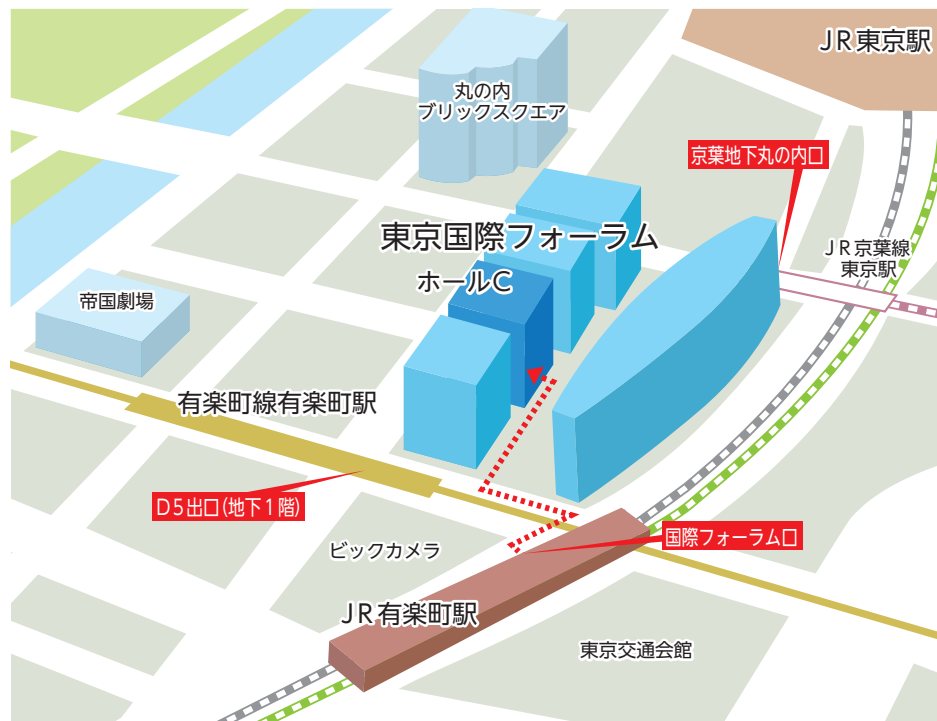 JR東京駅
丸の内
ブリックスクエア
京葉地下丸の内口
東京国際フォーラム
ホールC
JR京葉線
東京駅
帝国劇場
有楽町線有楽町駅
D5出口(地下1階)
国際フォーラム口
ビックカメラ
JR有楽町駅
東京交通会館